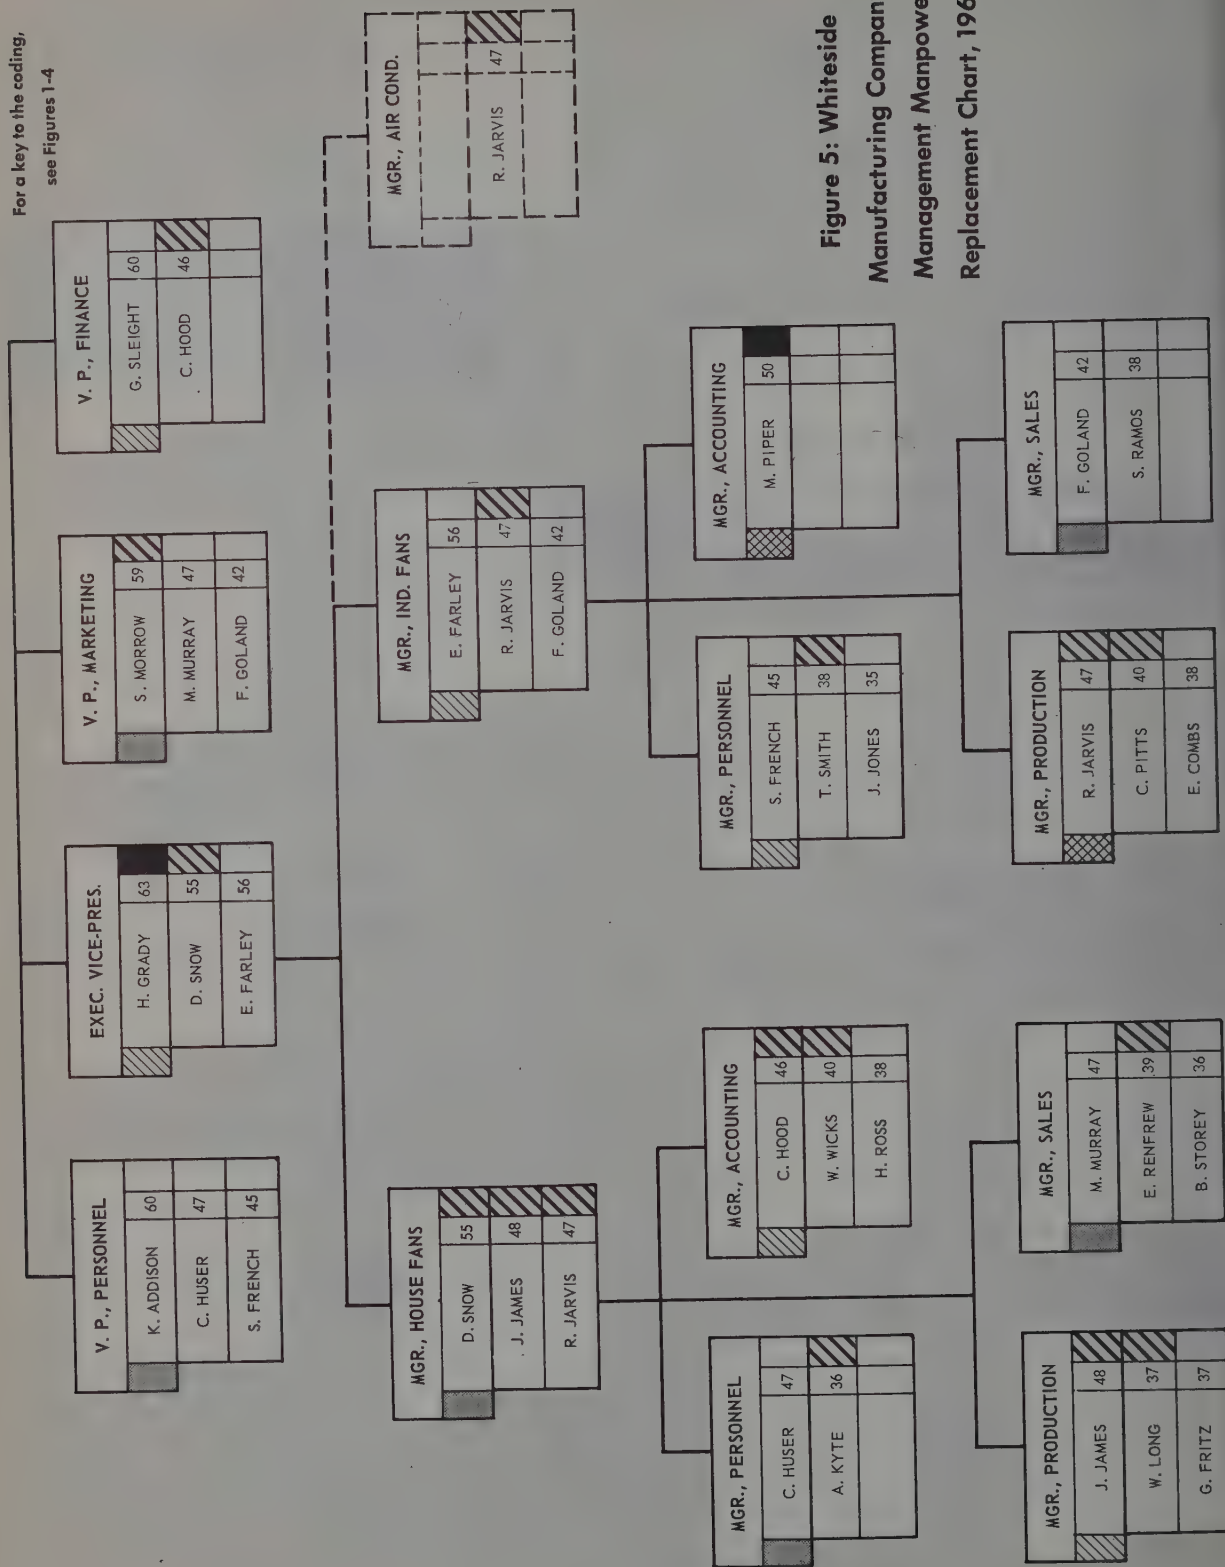 For a key to the coding,
see Figures 1-4
V. P., PERSONNEL
K. ADDISON 60
C. HUSER 47
S. FRENCH 45
EXEC. VICE-PRES.
H. GRADY 63
D. SNOW 55
E. FARLEY 56
V. P., MARKETING
S. MORROW 59
M. MURRAY 47
F. GOLAND 42
V. P., FINANCE
G. SLEIGHT 60
C. HOOD 46
MGR., HOUSE FANS
D. SNOW 55
J. JAMES 48
R. JARVIS 47
MGR., IND. FANS
E. FARLEY 56
R. JARVIS 47
F. GOLAND 42
MGR., AIR COND.
R. JARVIS 47
MGR., PERSONNEL
C. HUSER 47
A. KYTE 36
MGR., ACCOUNTING
C. HOOD 46
W. WICKS 40
H. ROSS 38
MGR., PERSONNEL
S. FRENCH 45
T. SMITH 38
J. JONES 35
MGR., ACCOUNTING
M. PIPER 50
MGR., PRODUCTION
J. JAMES 48
W. LONG 37
G. FRITZ 37
MGR., SALES
M. MURRAY 47
E. RENFREW 39
B. STOREY 36
MGR., PRODUCTION
R. JARVIS 47
C. PITTS 40
E. COMBS 38
MGR., SALES
F. GOLAND 42
S. RAMOS 38
Figure 5: Whiteside
Manufacturing Compan
Management Manpowe
Replacement Chart, 196